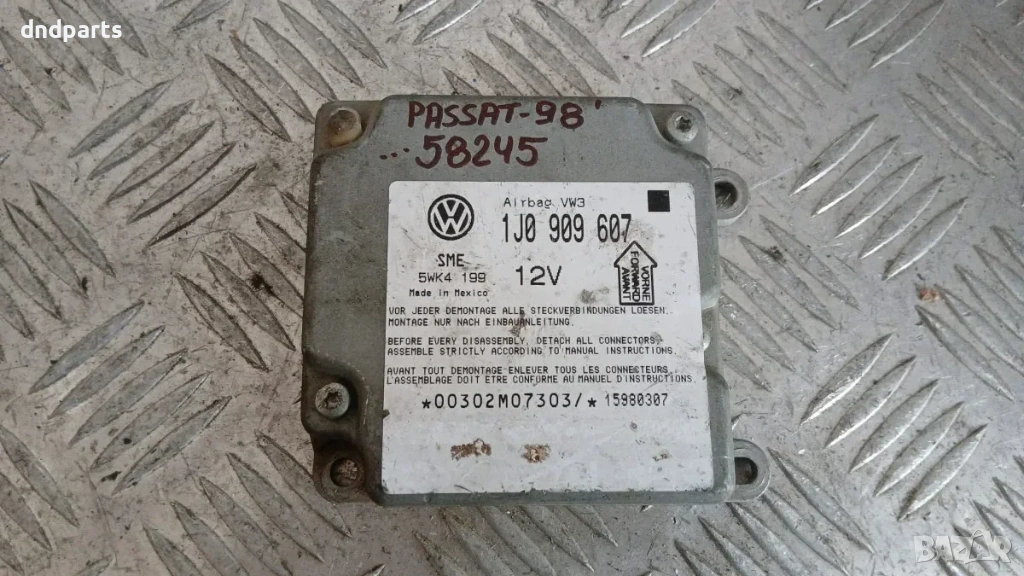 dndparts
PASSAT-98'
...58245
Airbag VW3
1J0 909 607
SME
5WK4 199
12V
Made in Mexico
VORNE
FORWARD
AVANT
VOR JEDER DEMONTAGE ALLE STECKVERBINDUNGEN LOESEN.
MONTAGE NUR NACH EINBAUANLEITUNG.
BEFORE EVERY DISASSEMBLY, DETACH ALL CONNECTORS,
ASSEMBLE STRICTLY ACCORDING TO MANUAL INSTRUCTIONS.
AVANT TOUT DEMONTAGE ENLEVER TOUS LES CONNECTEURS.
L'ASSEMBLAGE DOIT ETRE CONFORME AU MANUEL D'INSTRUCTIONS
*00302M07303/* 15980307
BAZAR